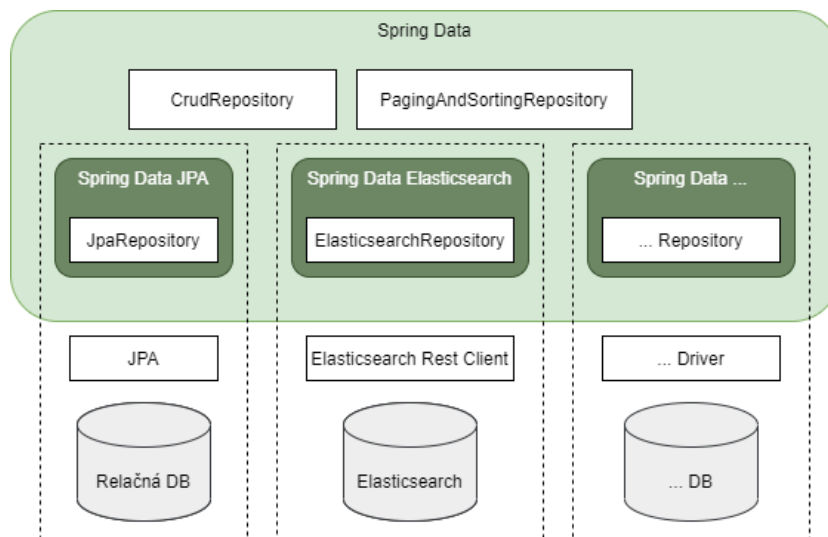 Spring Data
CrudRepository
PagingAndSortingRepository
Spring Data JPA
Spring Data Elasticsearch
Spring Data ...
JpaRepository
ElasticsearchRepository
... Repository
JPA
Elasticsearch Rest Client
... Driver
Relačná DB
Elasticsearch
... DB